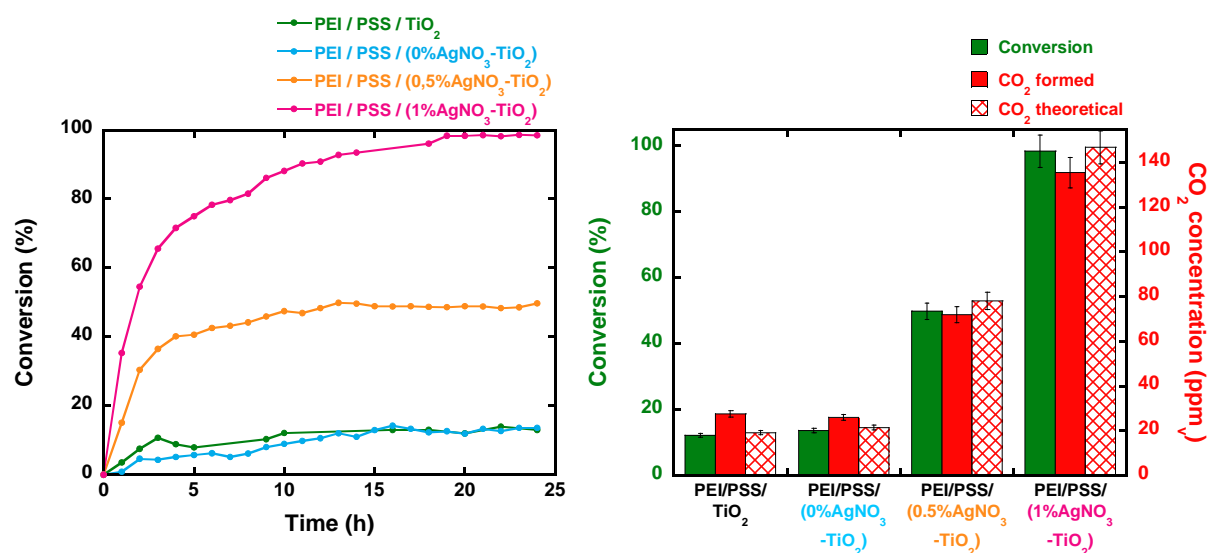 PEI / PSS / TiO₂
PEI / PSS / (0%AgNO₃-TiO₂)
PEI / PSS / (0,5%AgNO₃-TiO₂)
PEI / PSS / (1%AgNO₃-TiO₂)
100
80
60
40
20
0
Conversion (%)
0
5
10
15
20
25
Time (h)
Conversion
CO₂ formed
CO₂ theoretical
100
80
60
40
20
0
Conversion (%)
140
120
100
80
60
40
20
0
CO₂ concentration (ppmᵥ)
PEI/PSS/
TiO₂
PEI/PSS/
(0%AgNO₃
-TiO₂)
PEI/PSS/
(0.5%AgNO₃
-TiO₂)
PEI/PSS/
(1%AgNO₃
-TiO₂)